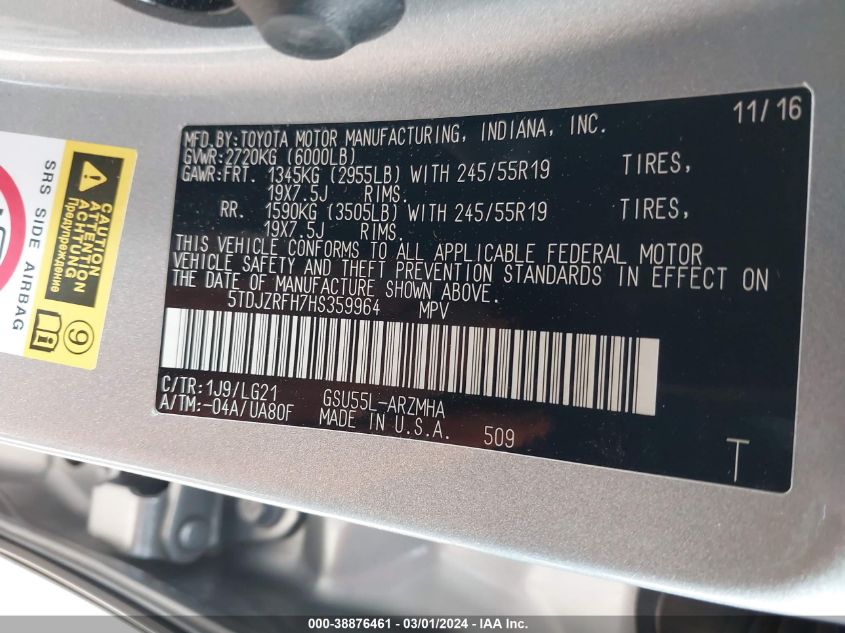 11/16
MFD.BY:TOYOTA MOTOR MANUFACTURING, INDIANA, INC.
GVWR:2720KG (6000LB)
GAWR:FRT. 1345KG (2955LB) WITH 245/55R19 TIRES,
19X7.5J RIMS.
RR. 1590KG (3505LB) WITH 245/55R19 TIRES,
19X7.5J RIMS.
THIS VEHICLE CONFORMS TO ALL APPLICABLE FEDERAL MOTOR
VEHICLE SAFETY AND THEFT PREVENTION STANDARDS IN EFFECT ON
THE DATE OF MANUFACTURE SHOWN ABOVE.
5TDJZRFH7HS359964 MPV
C/TR:1J9/LG21 GSU55L-ARZMHA
A/TM:-04A/UA80F MADE IN U.S.A. 509
T
SRS SIDE AIRBAG
CAUTION
ATTENTION
ACHTUNG
Предупреждение
9
000-38876461 - 03/01/2024 - IAA Inc.